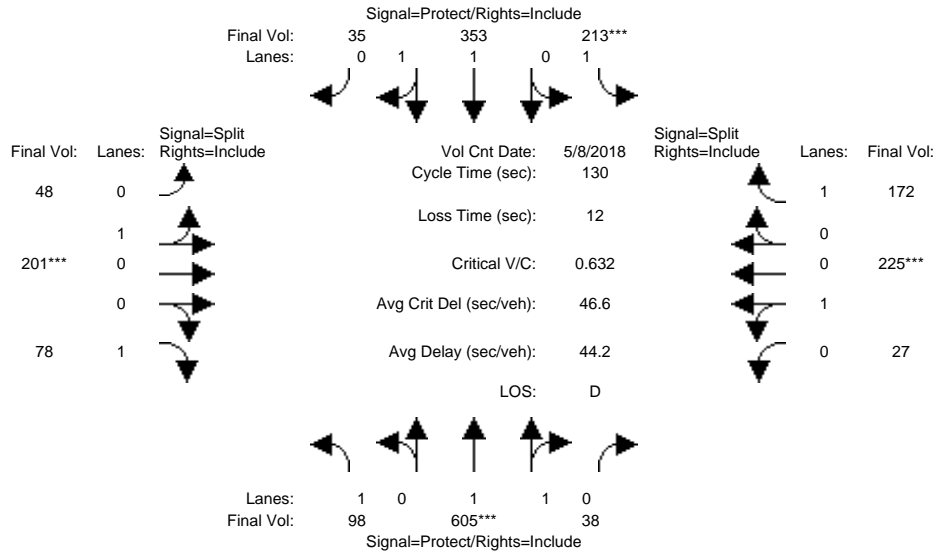 Signal=Protect/Rights=Include
Final Vol: 35 353 213***
Lanes: 0 1 1 0 1
Signal=Split
Final Vol: Lanes: Rights=Include
Vol Cnt Date: 5/8/2018
Signal=Split
Rights=Include Lanes: Final Vol:
Cycle Time (sec): 130
48 0
1 172
Loss Time (sec): 12
1
0
201*** 0
Critical V/C: 0.632
0 225***
0
Avg Crit Del (sec/veh): 46.6
1
78 1
Avg Delay (sec/veh): 44.2
0 27
LOS: D
Lanes: 1 0 1 1 0
Final Vol: 98 605*** 38
Signal=Protect/Rights=Include